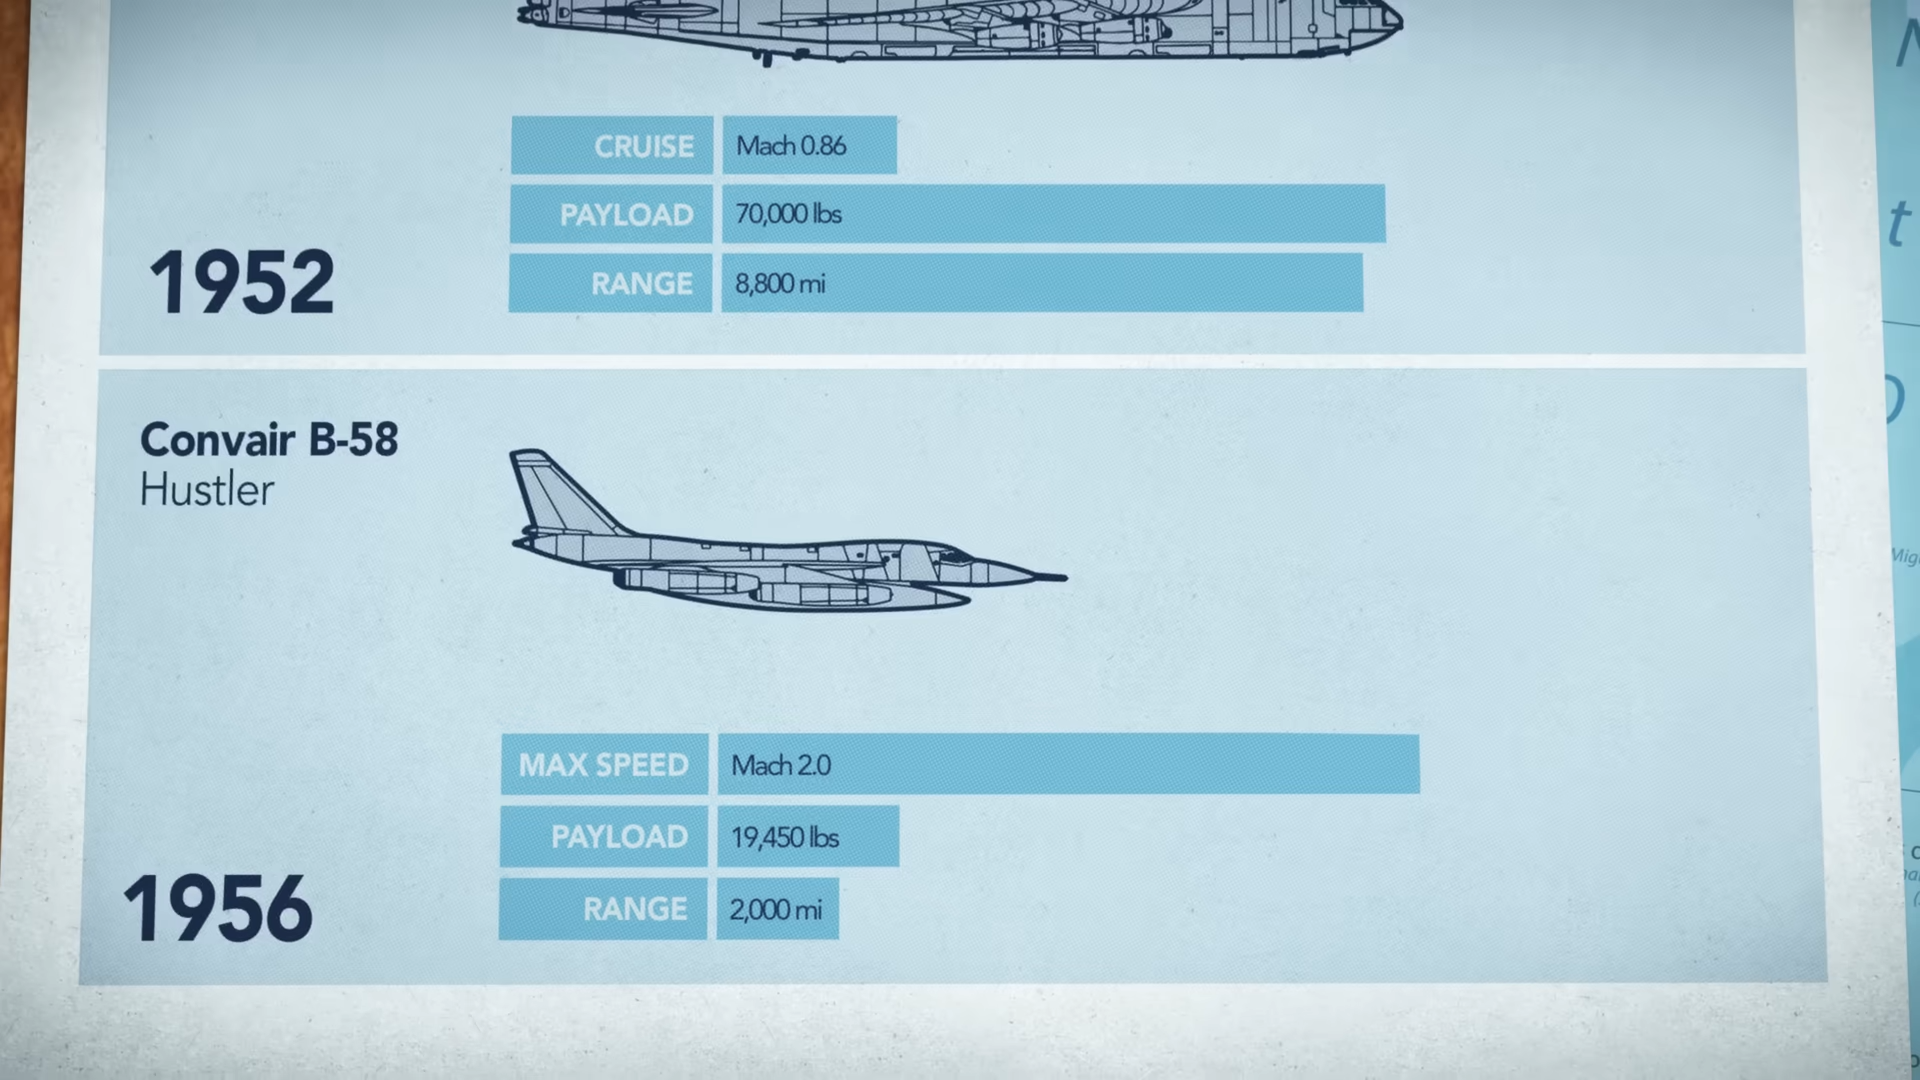 CRUISE Mach 0.86
PAYLOAD 70,000 lbs
RANGE 8,800 mi
1952
Convair B-58
Hustler
MAX SPEED Mach 2.0
PAYLOAD 19,450 lbs
RANGE 2,000 mi
1956